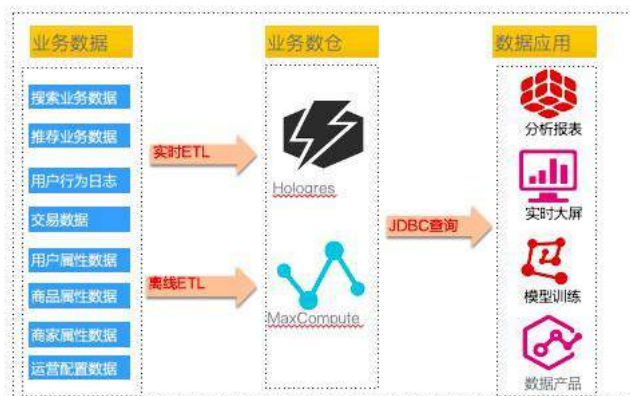 业务数据
业务数仓
数据应用
搜索业务数据
推荐业务数据
用户行为日志
交易数据
用户属性数据
商品属性数据
商家属性数据
运营配置数据
实时ETL
离线ETL
Hologres
MaxCompute
JDBC查询
分析报表
实时大屏
模型训练
数据产品